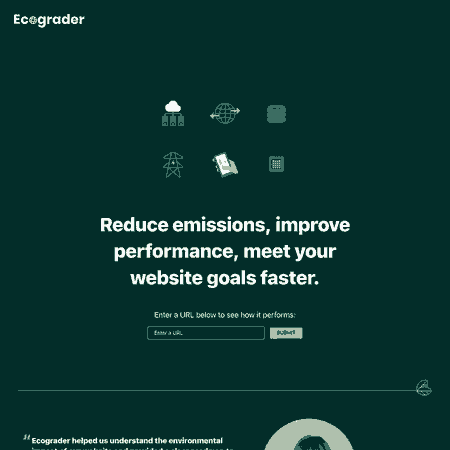 Ecograder
Reduce emissions, improve
performance, meet your
website goals faster.
Enter a URL below to see how it performs:
Enter a URL
SUBMIT
" Ecograder helped us understand the environmental